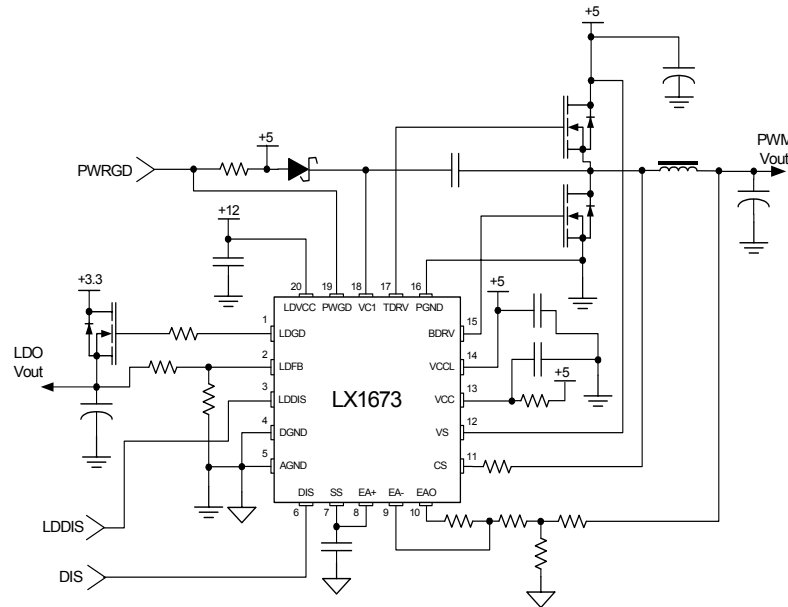 +5
PWM
Vout
+5
PWRGD
+12
20 19 18 17 16
LDVCC PWGD VC1 TDRV PGND
+3.3
+5
1 LDGD
BDRV 15
LDO
Vout
2 LDFB
VCCL 14
3 LDDIS
LX1673
VCC 13
+5
4 DGND
VS 12
5 AGND
CS 11
DIS SS EA+ EA- EAO
6 7 8 9 10
LDDIS
DIS